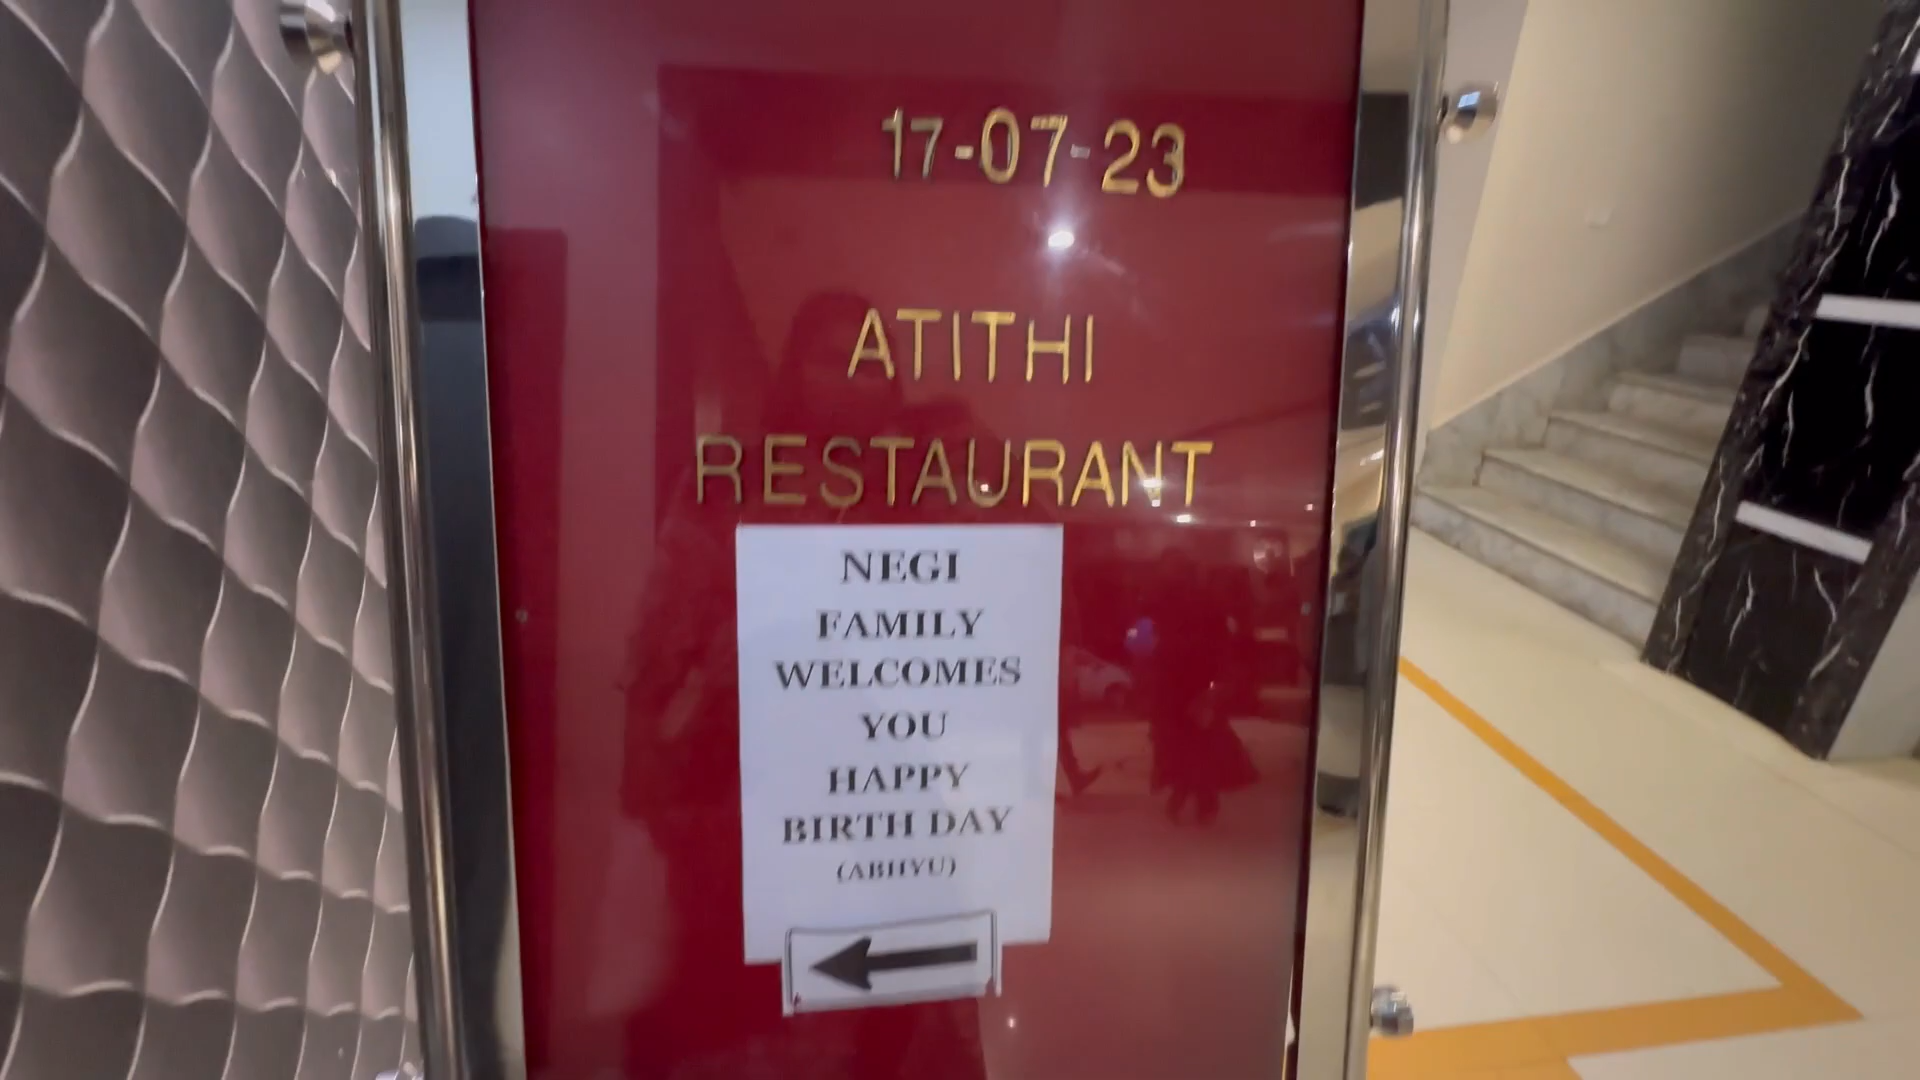 17-07-23
ATITHI
RESTAURANT
NEGI
FAMILY
WELCOMES
YOU
HAPPY
BIRTH DAY
(ABHYU)